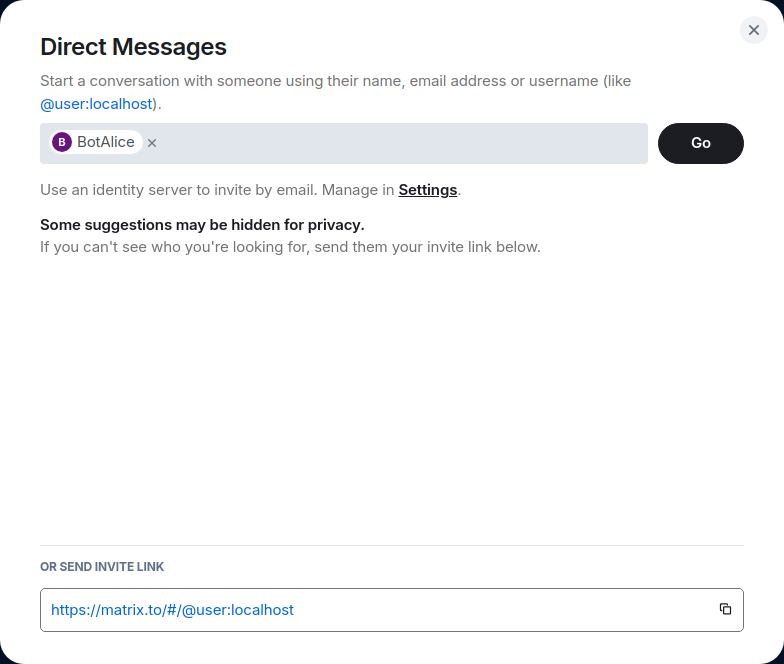 Direct Messages
Start a conversation with someone using their name, email address or username (like
@user:localhost).
B BotAlice
Go
Use an identity server to invite by email. Manage in Settings.
Some suggestions may be hidden for privacy.
If you can't see who you're looking for, send them your invite link below.
OR SEND INVITE LINK
https://matrix.to/#/@user:localhost